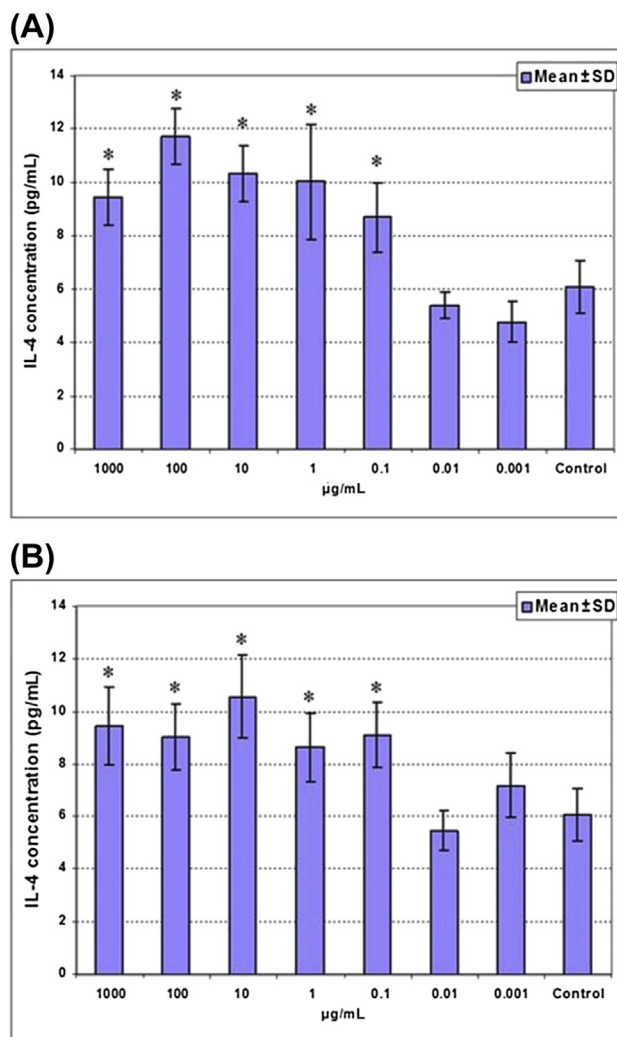 (A)
Mean±SD
14
12
10
8
6
4
2
0
IL-4 concentration (pg/mL)
* * * * *
1000 100 10 1 0.1 0.01 0.001 Control
µg/mL
(B)
Mean±SD
14
12
10
8
6
4
2
0
IL-4 concentration (pg/mL)
* * * * *
1000 100 10 1 0.1 0.01 0.001 Control
µg/mL